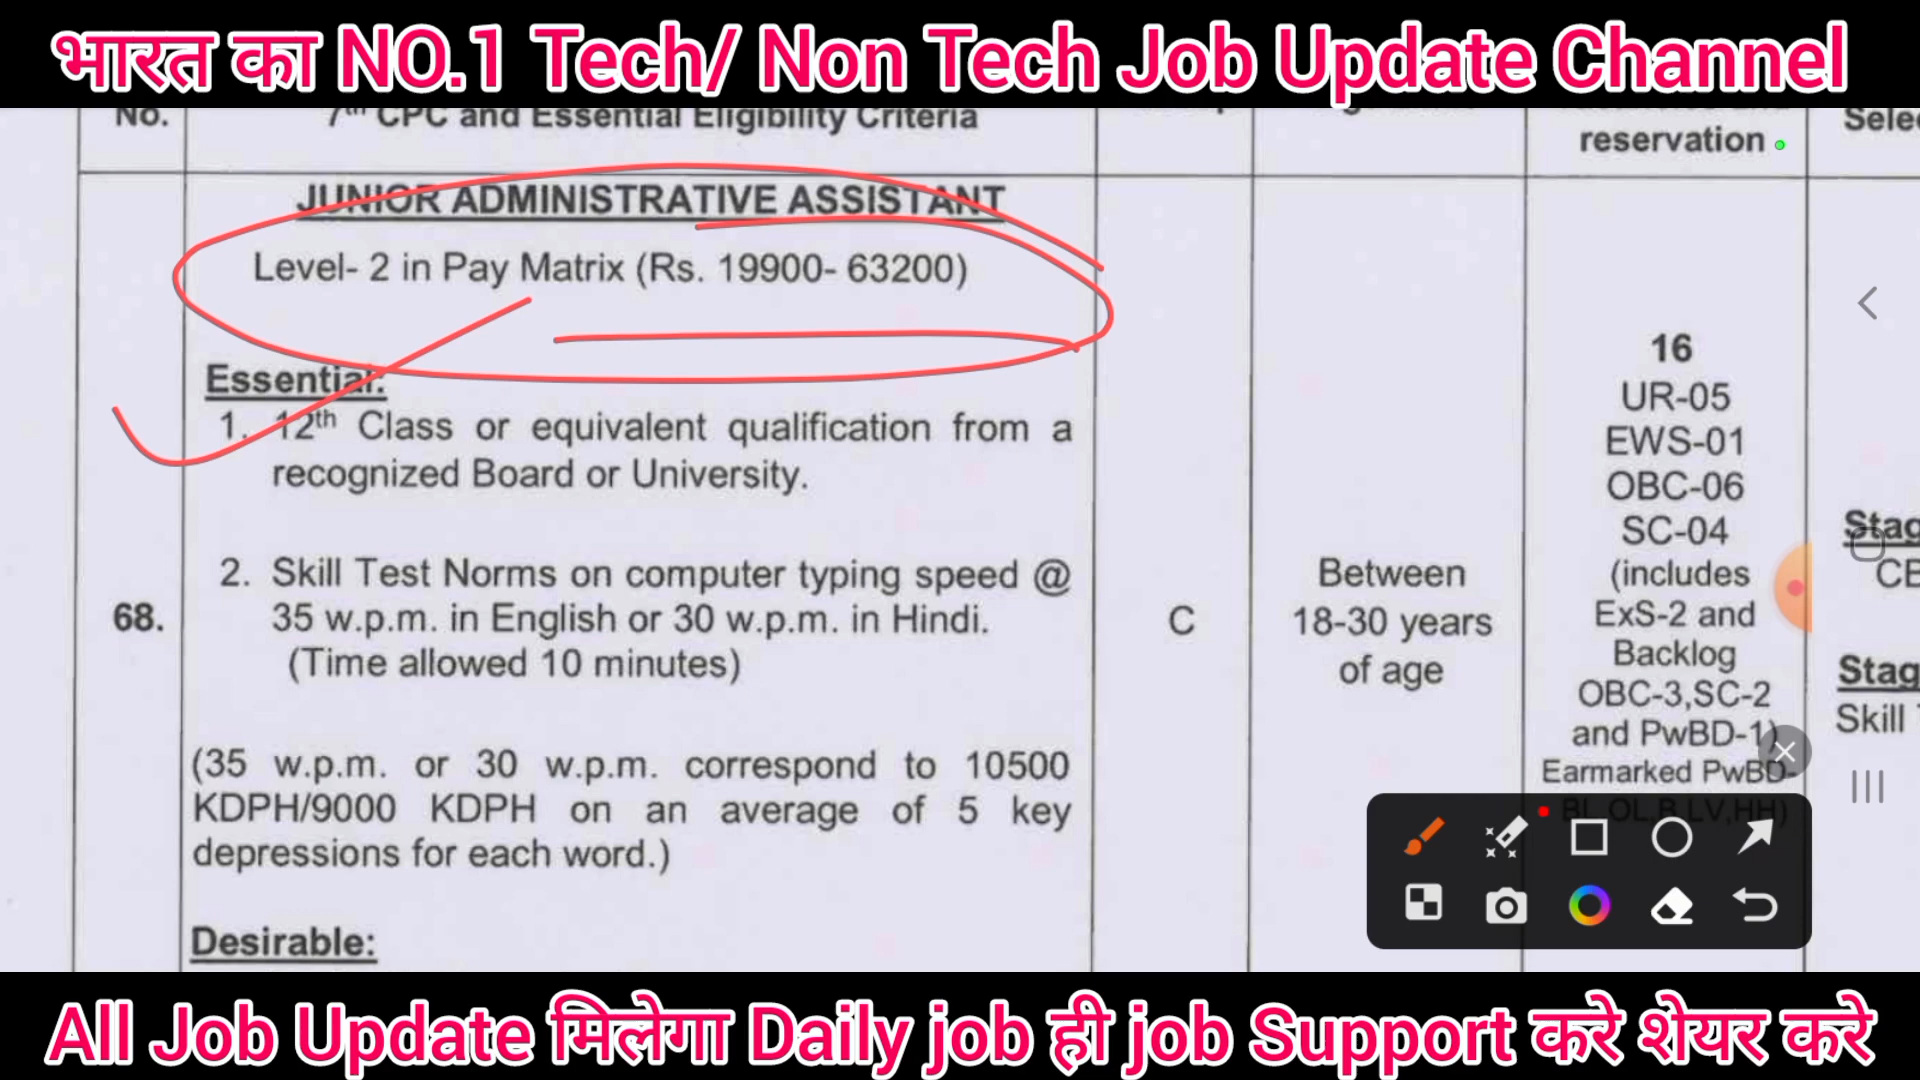 भारत का NO.1 Tech/ Non Tech Job Update Channel
No.
7th CPC and Essential Eligibility Criteria
reservation
JUNIOR ADMINISTRATIVE ASSISTANT
Level- 2 in Pay Matrix (Rs. 19900- 63200)
Essential:
1. 12th Class or equivalent qualification from a
recognized Board or University.
2. Skill Test Norms on computer typing speed @
35 w.p.m. in English or 30 w.p.m. in Hindi.
(Time allowed 10 minutes)
(35 w.p.m. or 30 w.p.m. correspond to 10500
KDPH/9000 KDPH on an average of 5 key
depressions for each word.)
Desirable:
68.
C
Between
18-30 years
of age
16
UR-05
EWS-01
OBC-06
SC-04
(includes
ExS-2 and
Backlog
OBC-3,SC-2
and PwBD-1)
Earmarked PwBD-
BL,OL,B,LV,HH)
Skill
All Job Update मिलेगा Daily job ही job Support करे शेयर करे